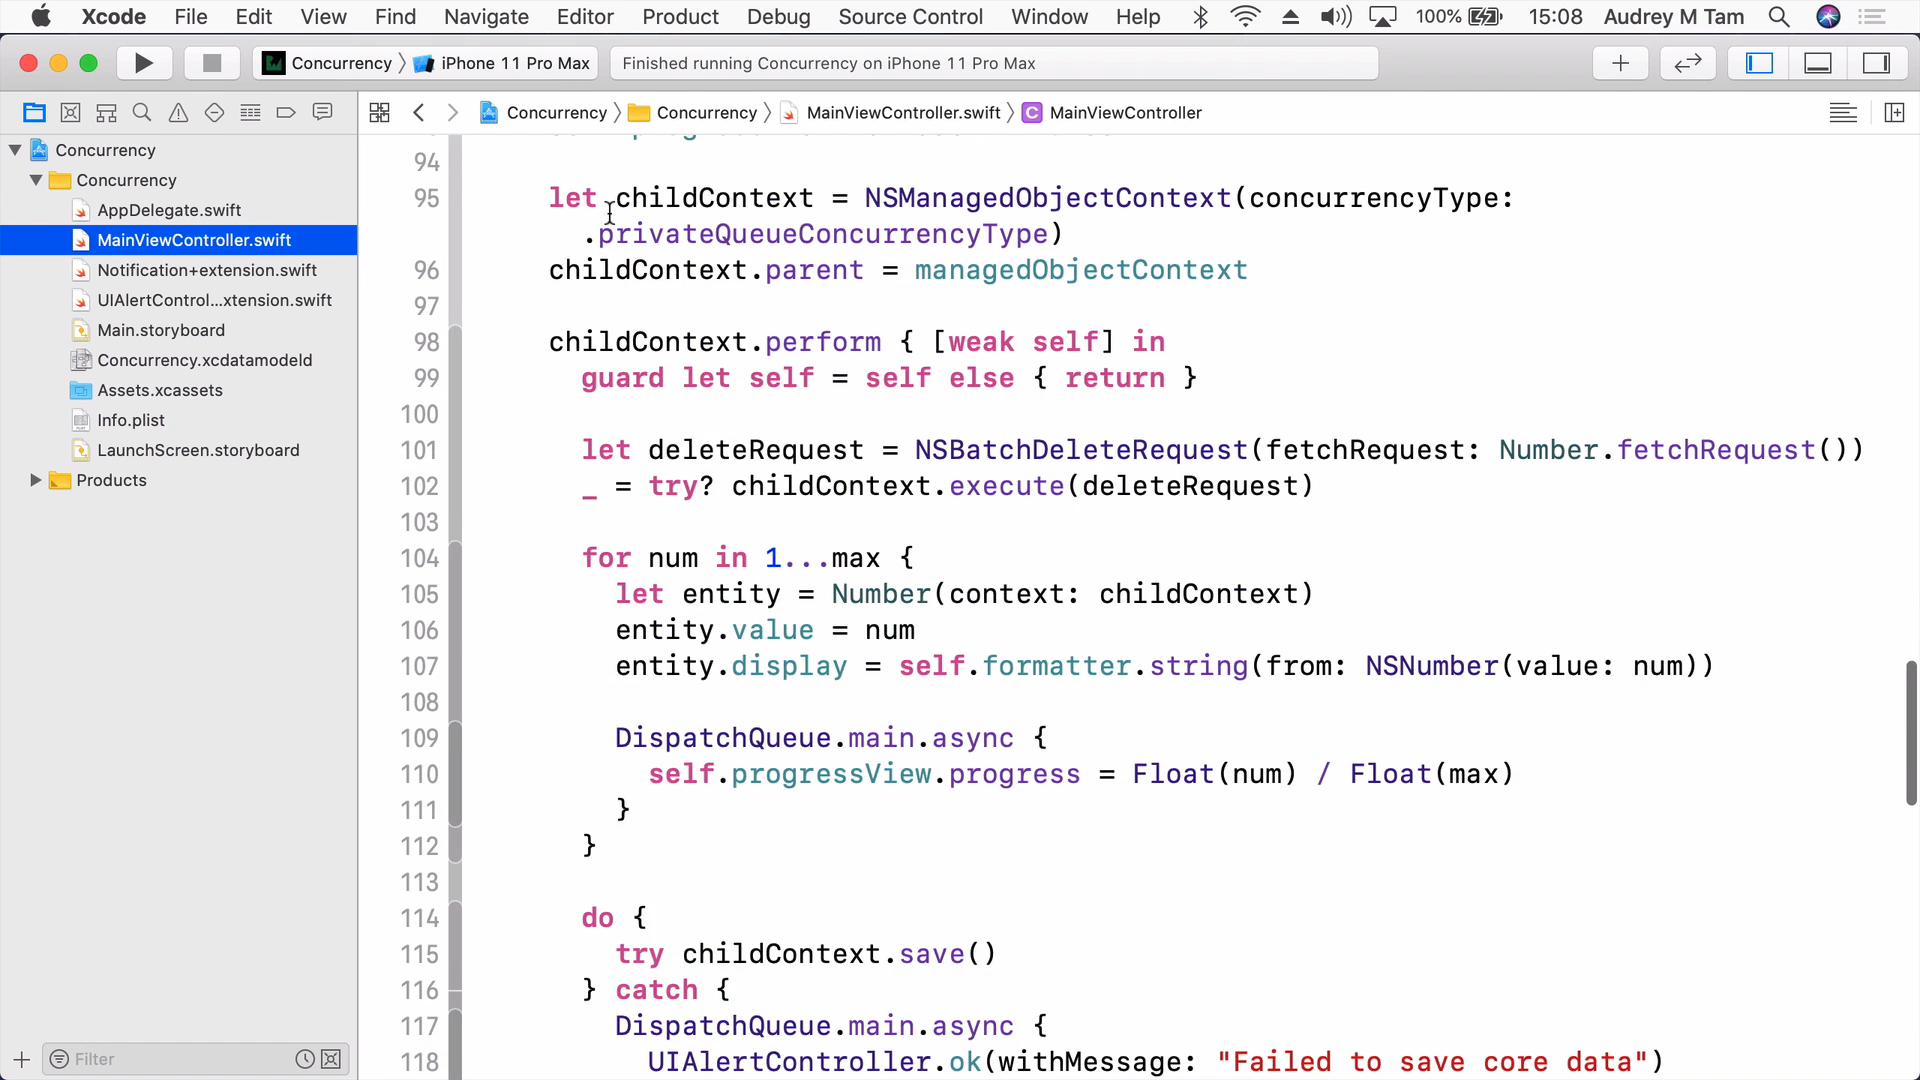 Xcode File Edit View Find Navigate Editor Product Debug Source Control Window Help 100% 15:08 Audrey M Tam
Concurrency iPhone 11 Pro Max Finished running Concurrency on iPhone 11 Pro Max
Concurrency Concurrency MainViewController.swift C MainViewController
Concurrency
Concurrency
AppDelegate.swift
MainViewController.swift
Notification+extension.swift
UIAlertControl...xtension.swift
Main.storyboard
Concurrency.xcdatamodeld
Assets.xcassets
Info.plist
LaunchScreen.storyboard
Products
Filter
94
95 let childContext = NSManagedObjectContext(concurrencyType:
.privateQueueConcurrencyType)
96 childContext.parent = managedObjectContext
97
98 childContext.perform { [weak self] in
99 guard let self = self else { return }
100
101 let deleteRequest = NSBatchDeleteRequest(fetchRequest: Number.fetchRequest())
102 _ = try? childContext.execute(deleteRequest)
103
104 for num in 1...max {
105 let entity = Number(context: childContext)
106 entity.value = num
107 entity.display = self.formatter.string(from: NSNumber(value: num))
108
109 DispatchQueue.main.async {
110 self.progressView.progress = Float(num) / Float(max)
111 }
112 }
113
114 do {
115 try childContext.save()
116 } catch {
117 DispatchQueue.main.async {
118 UIAlertController.ok(withMessage: "Failed to save core data")